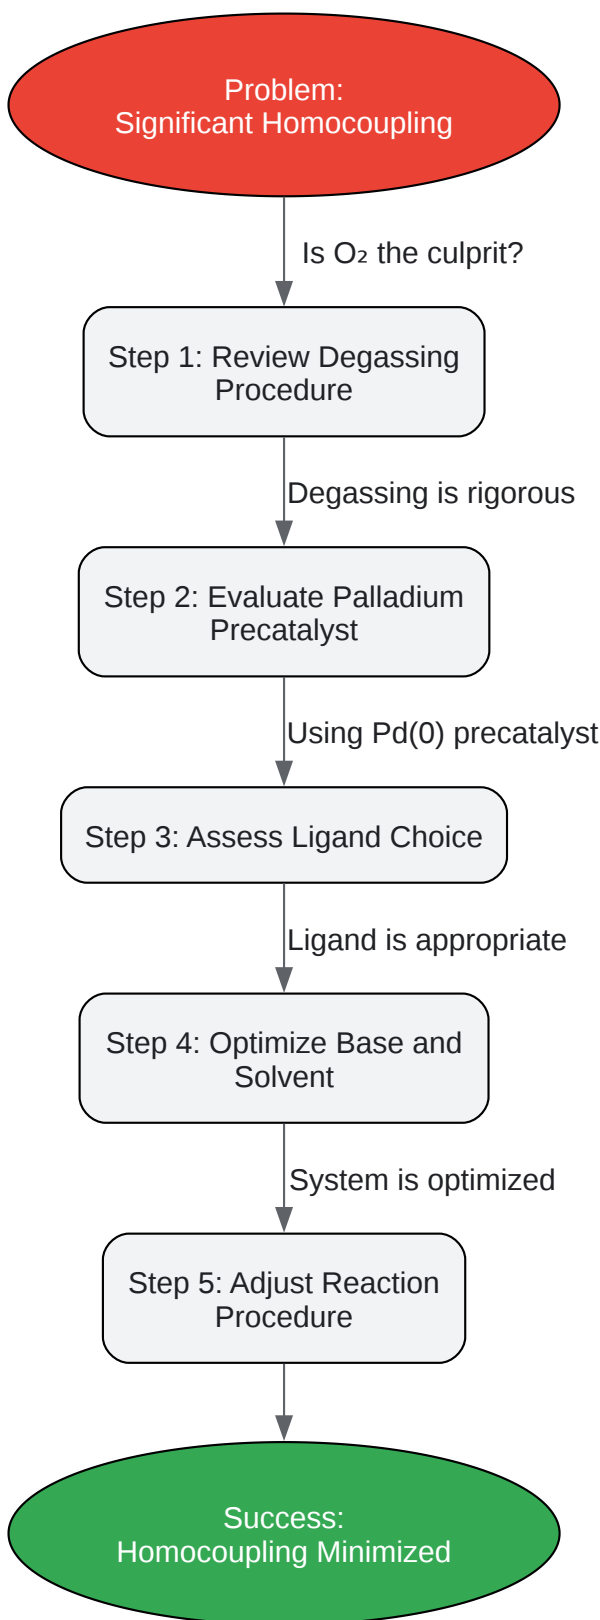 Problem:
Significant Homocoupling
Is O₂ the culprit?
Step 1: Review Degassing
Procedure
Degassing is rigorous
Step 2: Evaluate Palladium
Precatalyst
Using Pd(0) precatalyst
Step 3: Assess Ligand Choice
Ligand is appropriate
Step 4: Optimize Base and
Solvent
System is optimized
Step 5: Adjust Reaction
Procedure
Success:
Homocoupling Minimized